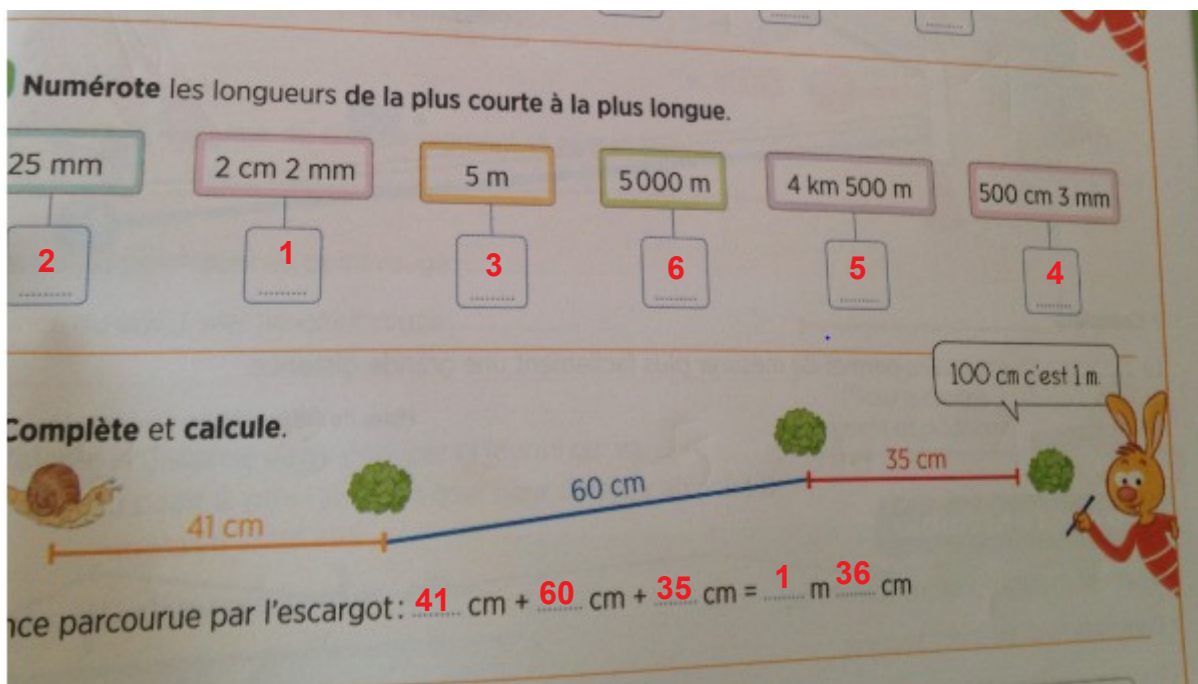 Numérote les longueurs de la plus courte à la plus longue.
25 mm 2 cm 2 mm 5 m 5000 m 4 km 500 m 500 cm 3 mm
2 1 3 6 5 4
100 cm c'est 1 m.
Complète et calcule.
41 cm 60 cm 35 cm
nce parcourue par l'escargot : 41 cm + 60 cm + 35 cm = 1 m 36 cm